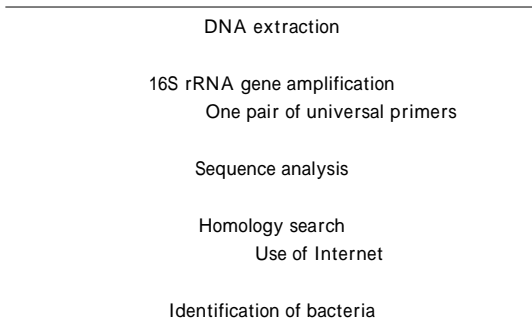 DNA extraction
16S rRNA gene amplification
One pair of universal primers
Sequence analysis
Homology search
Use of Internet
Identification of bacteria